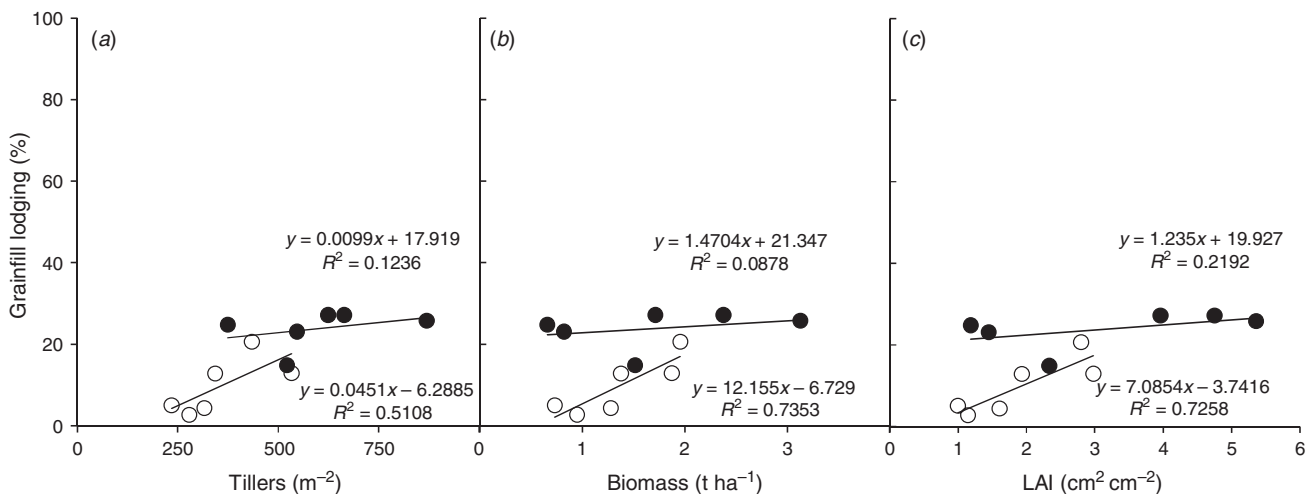 Grainfill lodging (%)
100
80
60
40
20
0
(a)
y = 0.0099x + 17.919
R² = 0.1236
y = 0.0451x – 6.2885
R² = 0.5108
250
500
750
Tillers (m⁻²)
(b)
y = 1.4704x + 21.347
R² = 0.0878
y = 12.155x – 6.729
R² = 0.7353
0
1
2
3
Biomass (t ha⁻¹)
(c)
y = 1.235x + 19.927
R² = 0.2192
y = 7.0854x – 3.7416
R² = 0.7258
0
1
2
3
4
5
6
LAI (cm² cm⁻²)
0